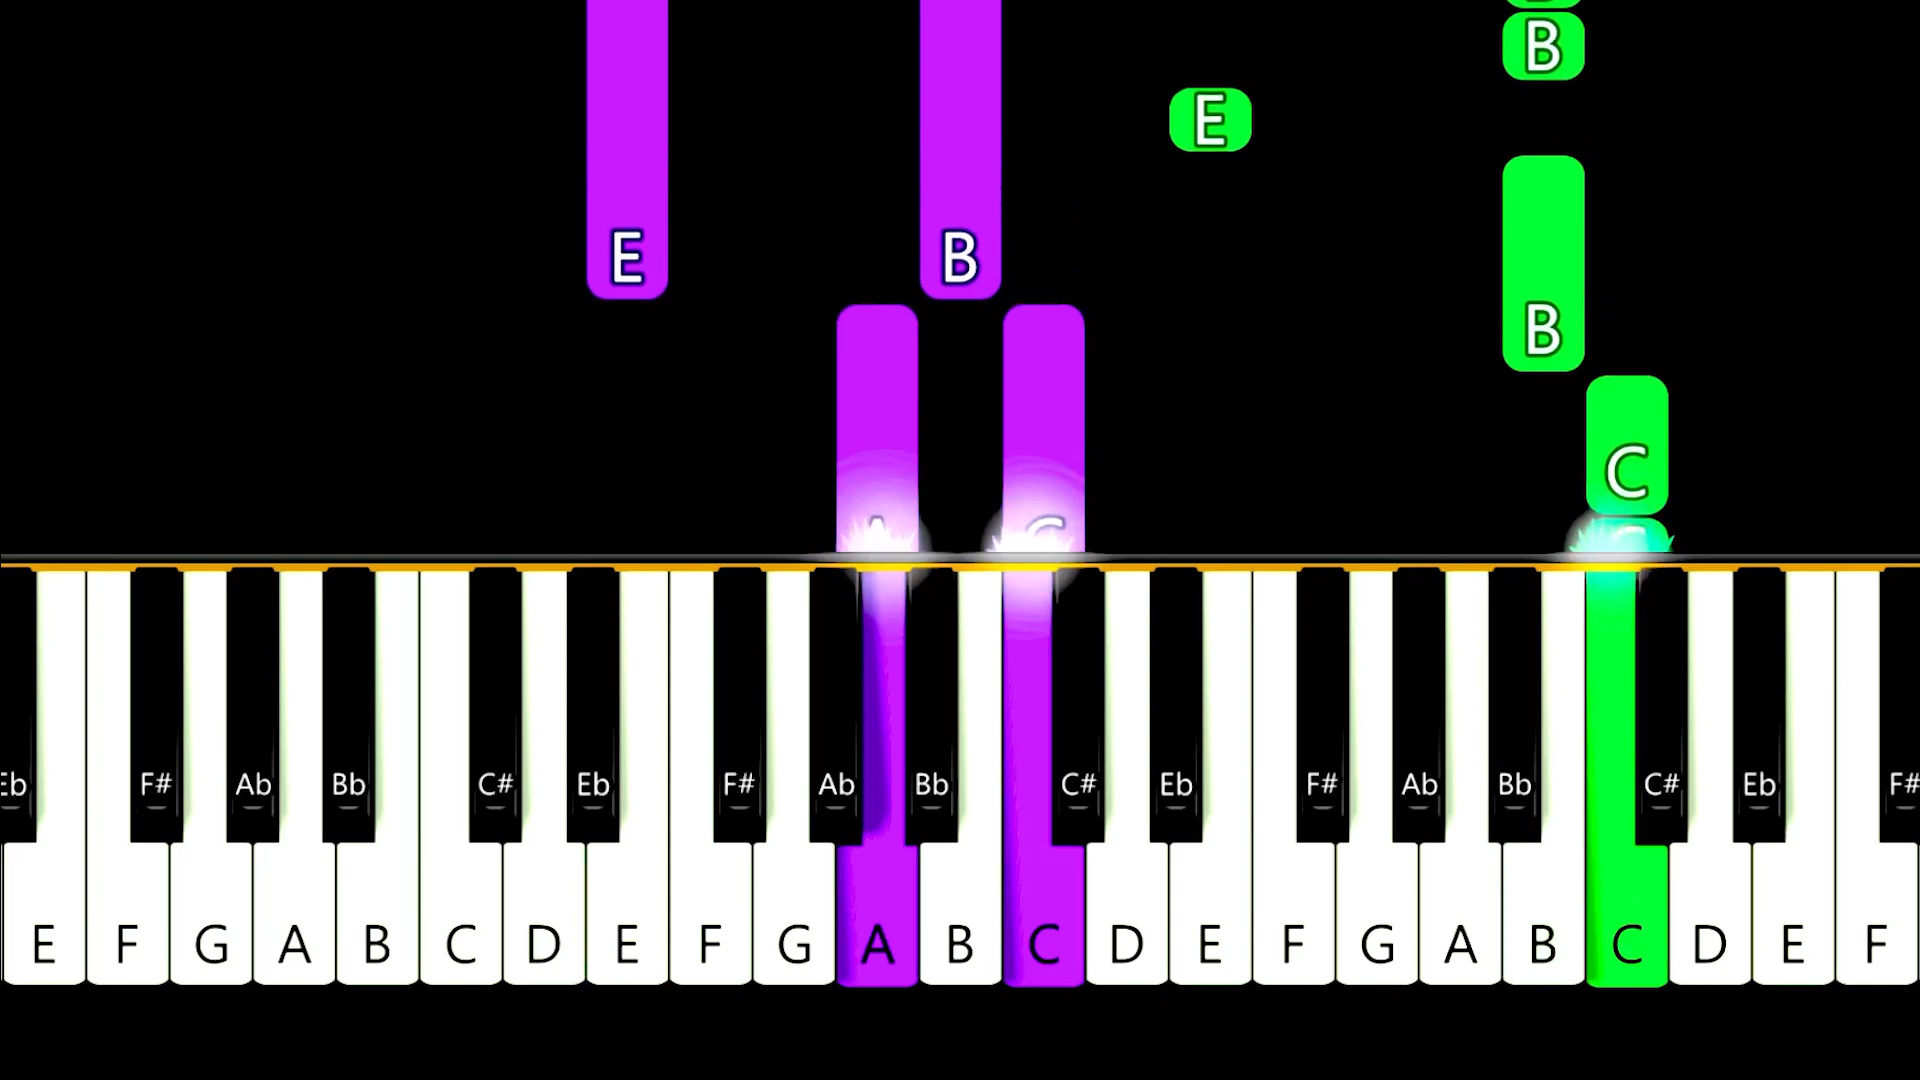 B
E
E B
B
C
A C
Eb F# Ab Bb C# Eb F# Ab Bb C# Eb F# Ab Bb C# Eb F#
E F G A B C D E F G A B C D E F G A B C D E F